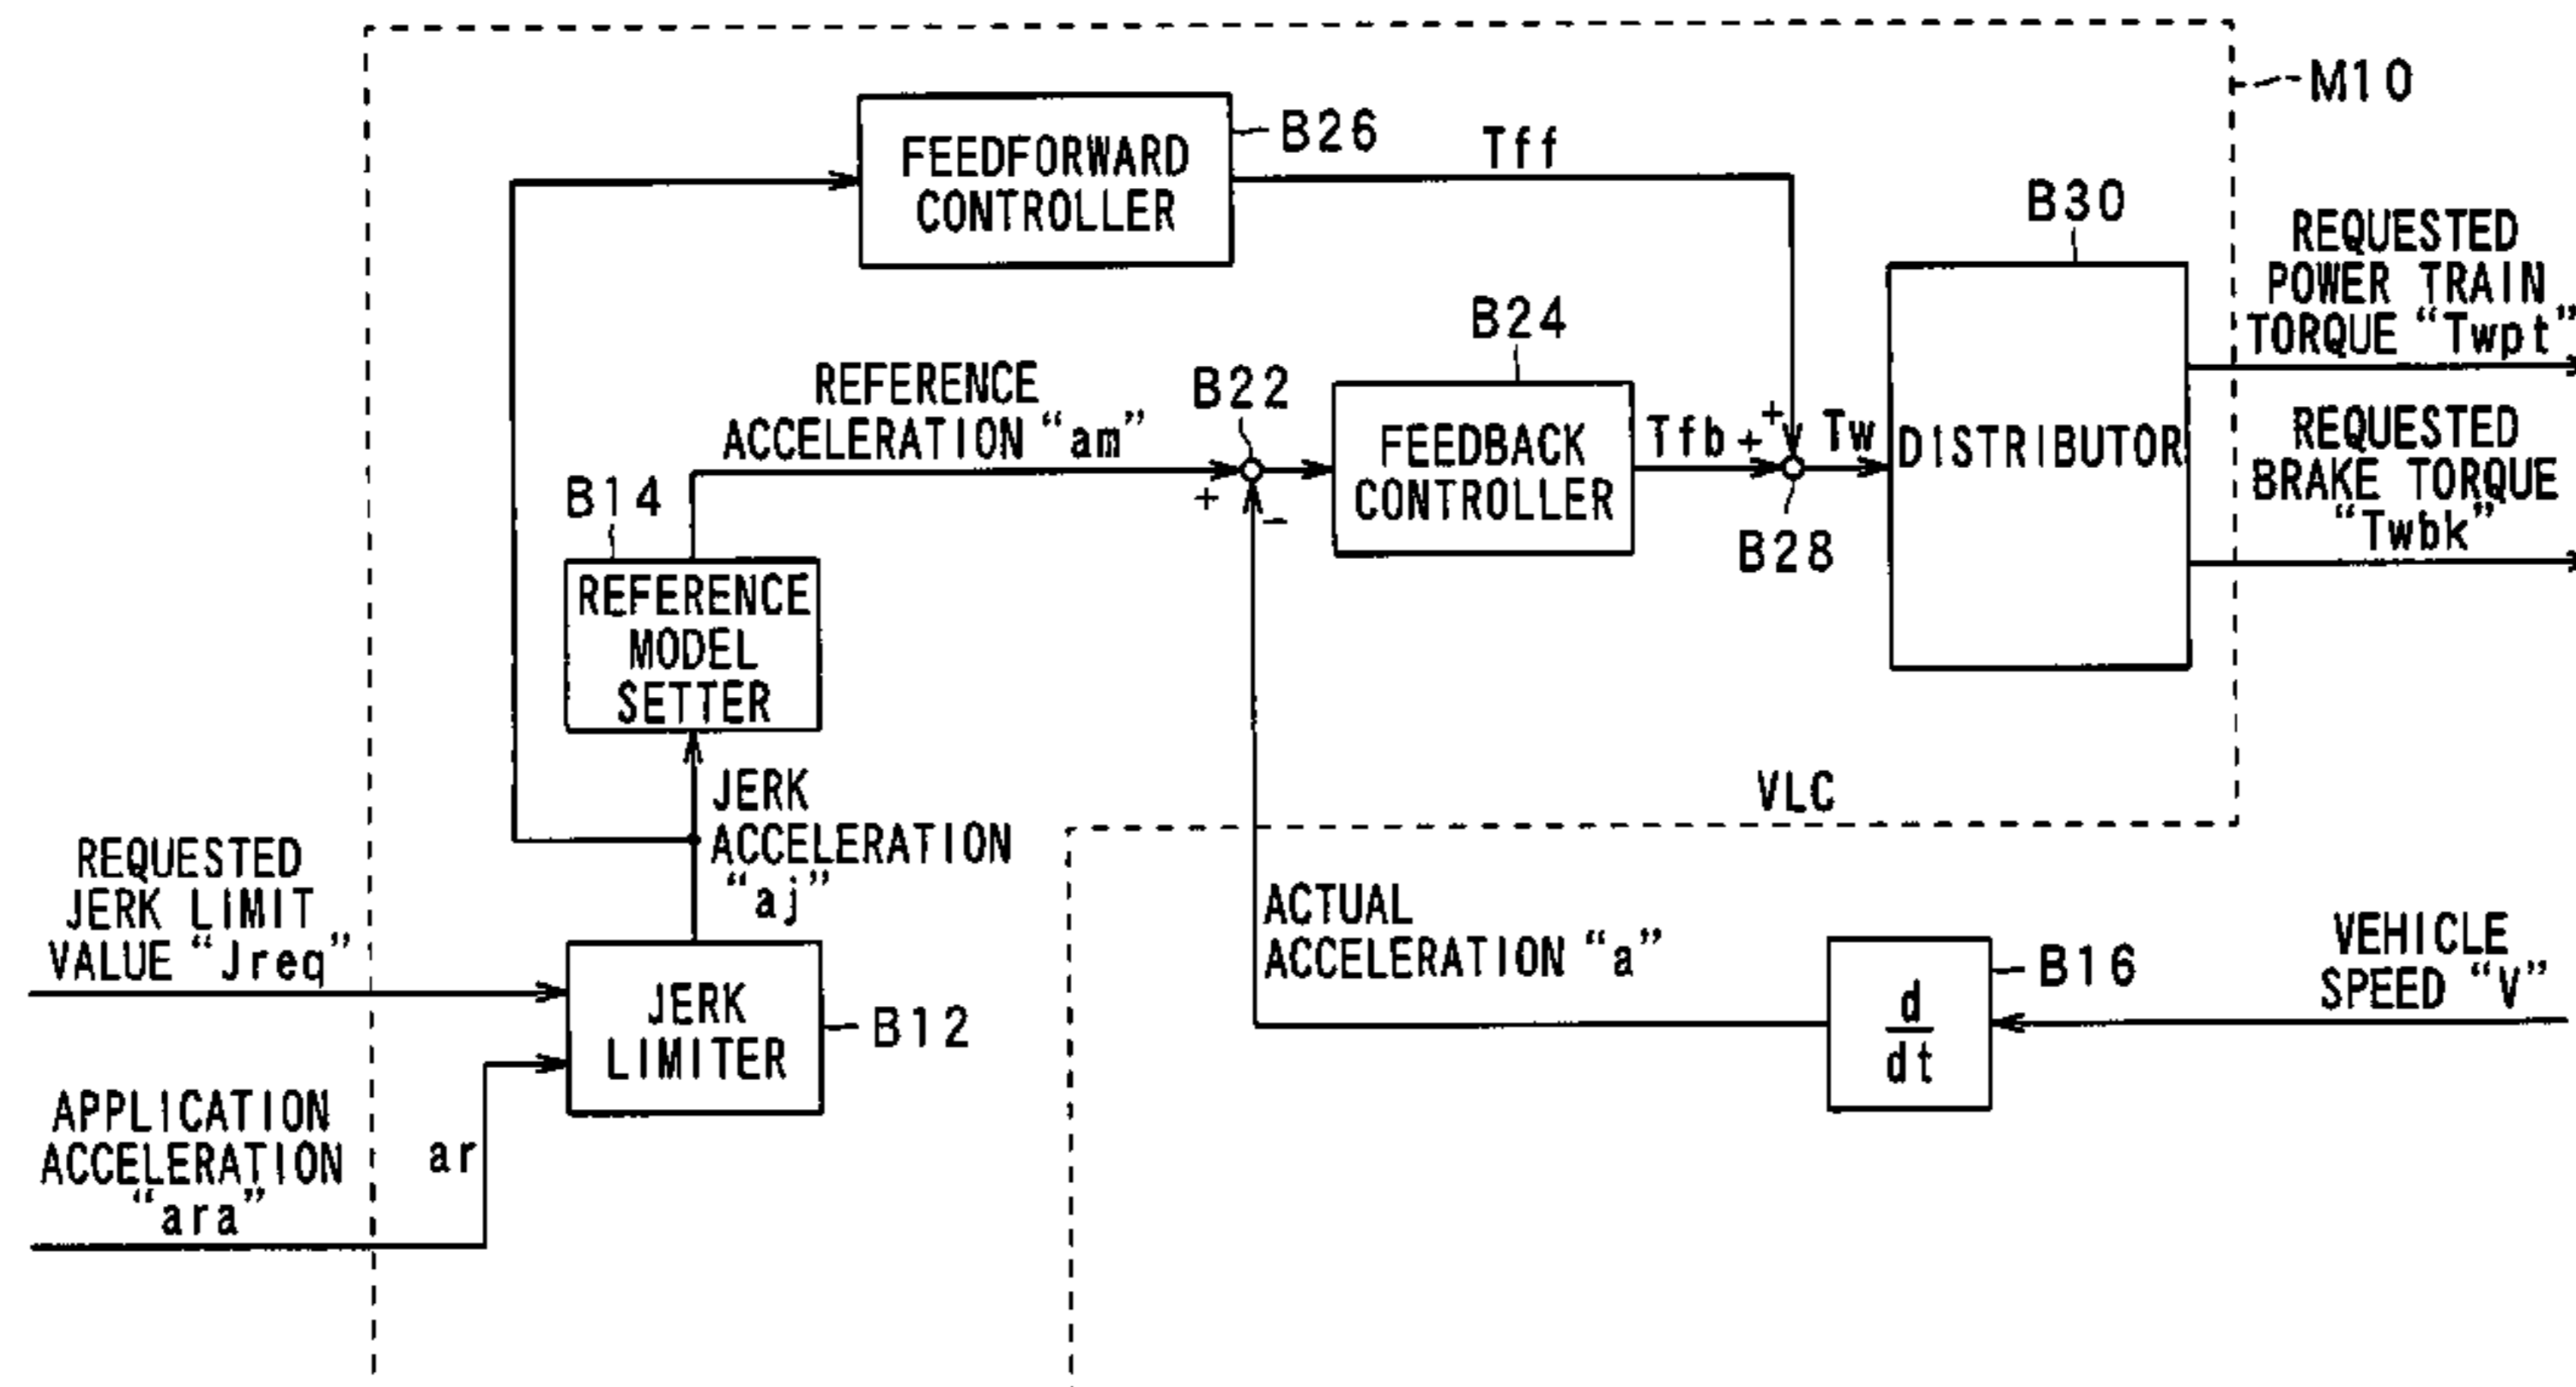 M10
FEEDFORWARD
CONTROLLER
B26
Tff
B30
REQUESTED
POWER TRAIN
TORQUE “Twpt”
B24
REFERENCE
ACCELERATION “am”
B22
+
-
FEEDBACK
CONTROLLER
Tfb
+
+
Tw
B28
DISTRIBUTOR
REQUESTED
BRAKE TORQUE
“Twbk”
B14
REFERENCE
MODEL
SETTER
VLC
JERK
ACCELERATION
“aj”
REQUESTED
JERK LIMIT
VALUE “Jreq”
JERK
LIMITER
B12
ACTUAL
ACCELERATION “a”
d
dt
B16
VEHICLE
SPEED “V”
APPLICATION
ACCELERATION
“ara”
ar